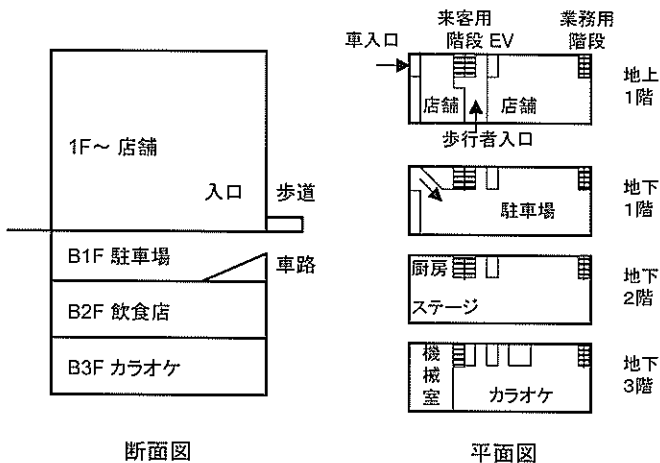 1F～ 店舗
入口
歩道
B1F 駐車場
車路
B2F 飲食店
B3F カラオケ
断面図
来客用
階段 EV
業務用
階段
車入口
店舗
店舗
歩行者入口
地上
1階
駐車場
地下
1階
厨房
ステージ
地下
2階
機
械
室
カラオケ
地下
3階
平面図